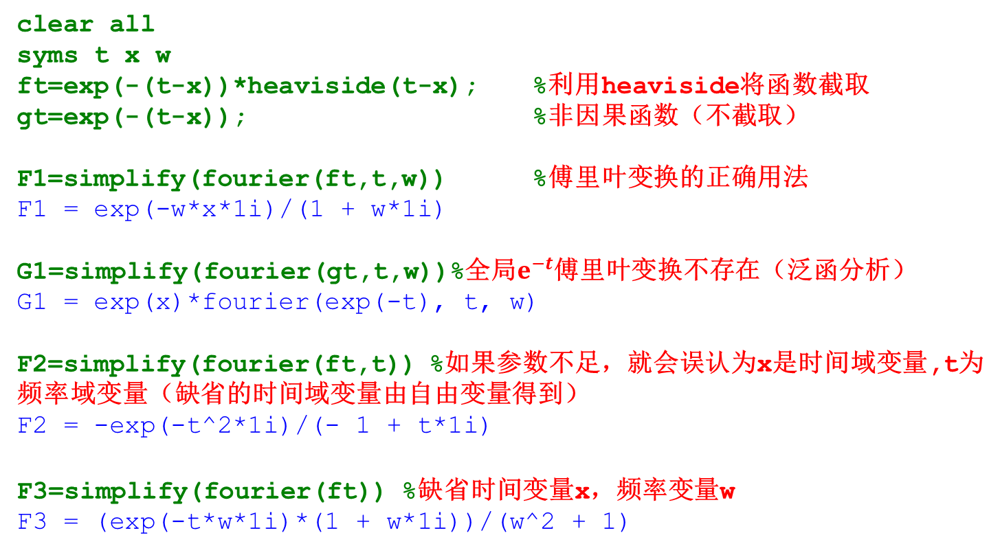 clear all
syms t x w
ft=exp(-(t-x))*heaviside(t-x); %利用heaviside将函数截取
gt=exp(-(t-x)); %非因果函数（不截取）
F1=simplify(fourier(ft,t,w)) %傅里叶变换的正确用法
F1 = exp(-w*x*1i)/(1 + w*1i)
G1=simplify(fourier(gt,t,w))%全局e⁻ᵗ傅里叶变换不存在（泛函分析）
G1 = exp(x)*fourier(exp(-t), t, w)
F2=simplify(fourier(ft,t)) %如果参数不足，就会误认为x是时间域变量,t为
频率域变量（缺省的时间域变量由自由变量得到）
F2 = -exp(-t^2*1i)/(- 1 + t*1i)
F3=simplify(fourier(ft)) %缺省时间变量x，频率变量w
F3 = (exp(-t*w*1i)*(1 + w*1i))/(w^2 + 1)